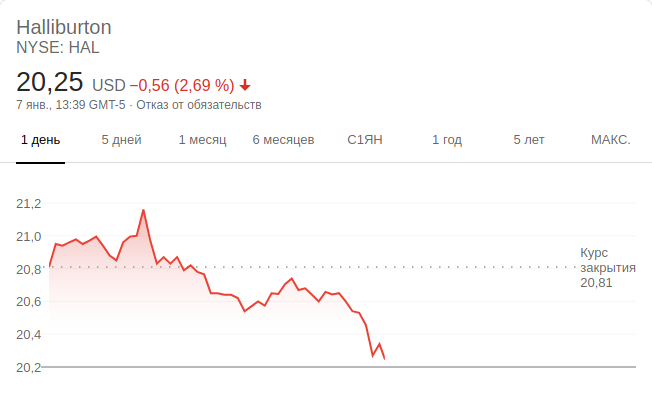 Halliburton
NYSE: HAL
20,25 USD −0,56 (2,69 %)
7 янв., 13:39 GMT-5 · Отказ от обязательств
1 день 5 дней 1 месяц 6 месяцев С1ЯН 1 год 5 лет МАКС.
21,2
21,0
20,8
20,6
20,4
20,2
Курс
закрытия
20,81